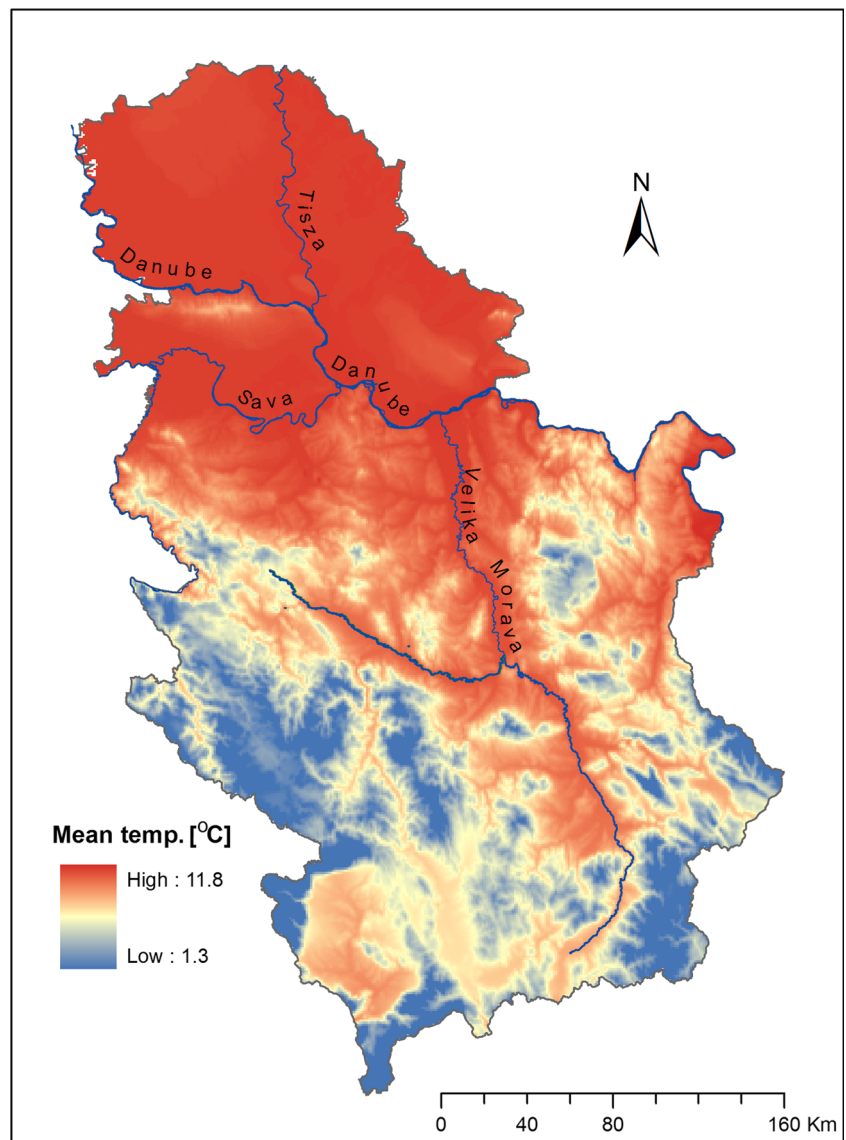 N
Tisza
Danube
Danube
Sava
Velika Morava
Mean temp. [°C]
High : 11.8
Low : 1.3
0 40 80 160 Km